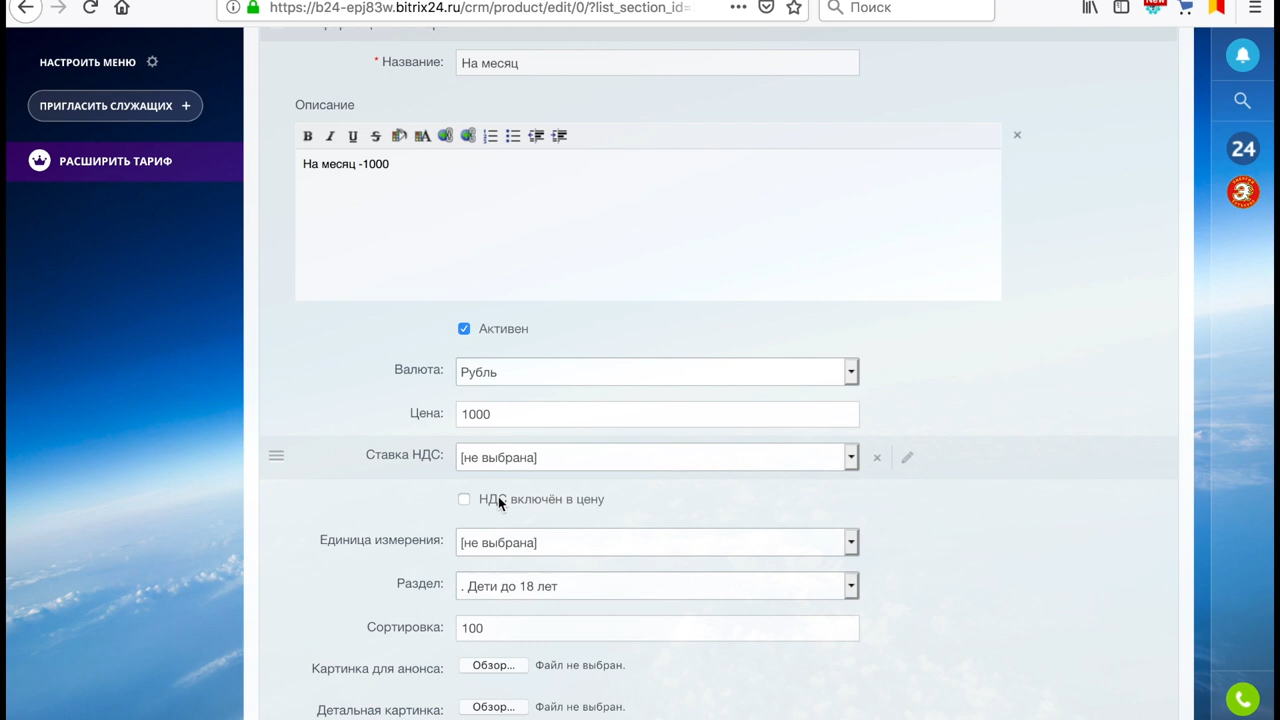 https://b24-epj83w.bitrix24.ru/crm/product/edit/0/?list_section_id=
Поиск
New
НАСТРОИТЬ МЕНЮ
ПРИГЛАСИТЬ СЛУЖАЩИХ +
РАСШИРИТЬ ТАРИФ
* Название: На месяц
Описание
B I U S
На месяц -1000
Активен
Валюта: Рубль
Цена: 1000
Ставка НДС: [не выбрана]
НДС включён в цену
Единица измерения: [не выбрана]
Раздел: . Дети до 18 лет
Сортировка: 100
Картинка для анонса: Обзор... Файл не выбран.
Детальная картинка: Обзор... Файл не выбран.
24
Э